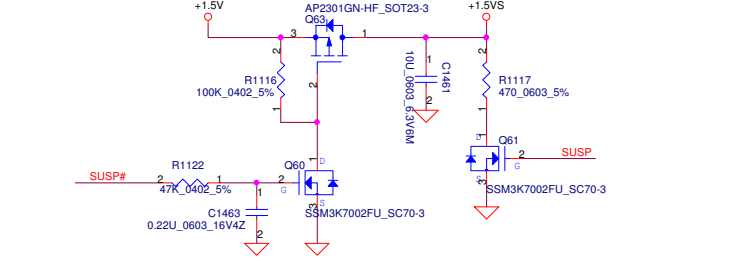 +1.5V
AP2301GN-HF_SOT23-3
+1.5VS
Q63
3
1
2
2
R1116
100K_0402_5%
1
2
1
C1461
10U_0603_6.3V6M
2
2
R1117
470_0603_5%
1
1
D
Q61
SUSP
2
G
S
3
SSM3K7002FU_SC70-3
SUSP#
R1122
2
1
47K_0402_5%
1
D
Q60
2
G
S
3
SSM3K7002FU_SC70-3
1
C1463
0.22U_0603_16V4Z
2